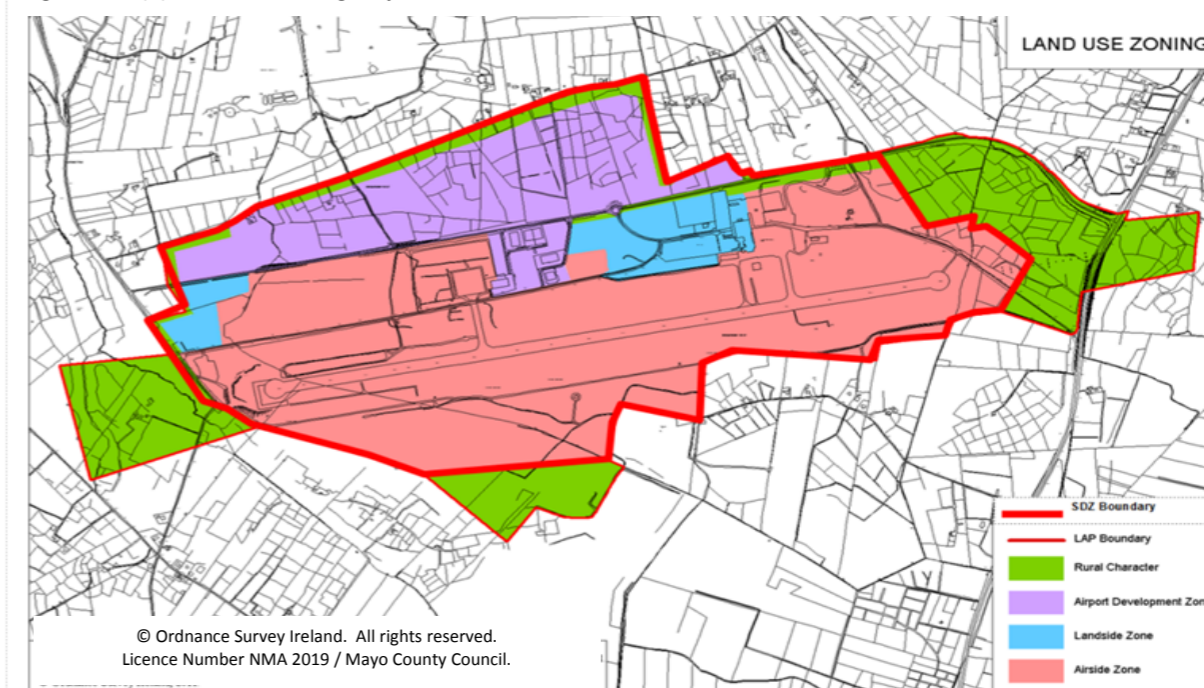 LAND USE ZONING
SDZ Boundary
LAP Boundary
Rural Character
Airport Development Zon
Landside Zone
Airside Zone
© Ordnance Survey Ireland. All rights reserved.
Licence Number NMA 2019 / Mayo County Council.